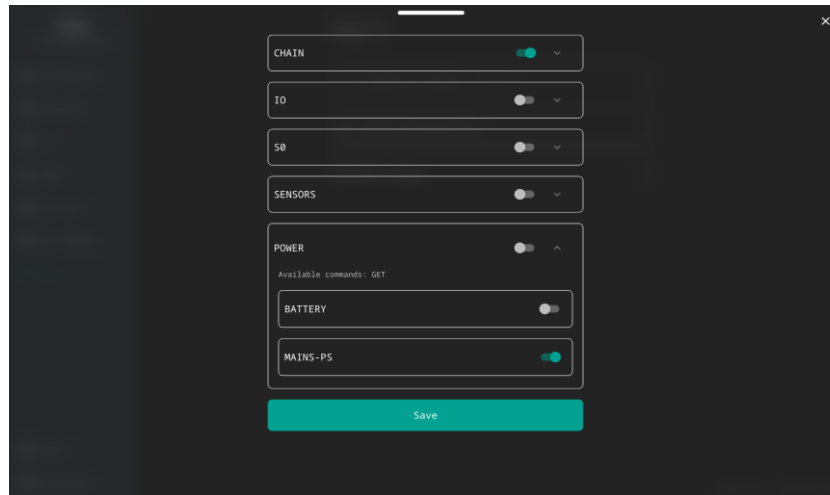 CHAIN
IO
S0
SENSORS
POWER
Available commands: GET
BATTERY
MAINS-PS
Save